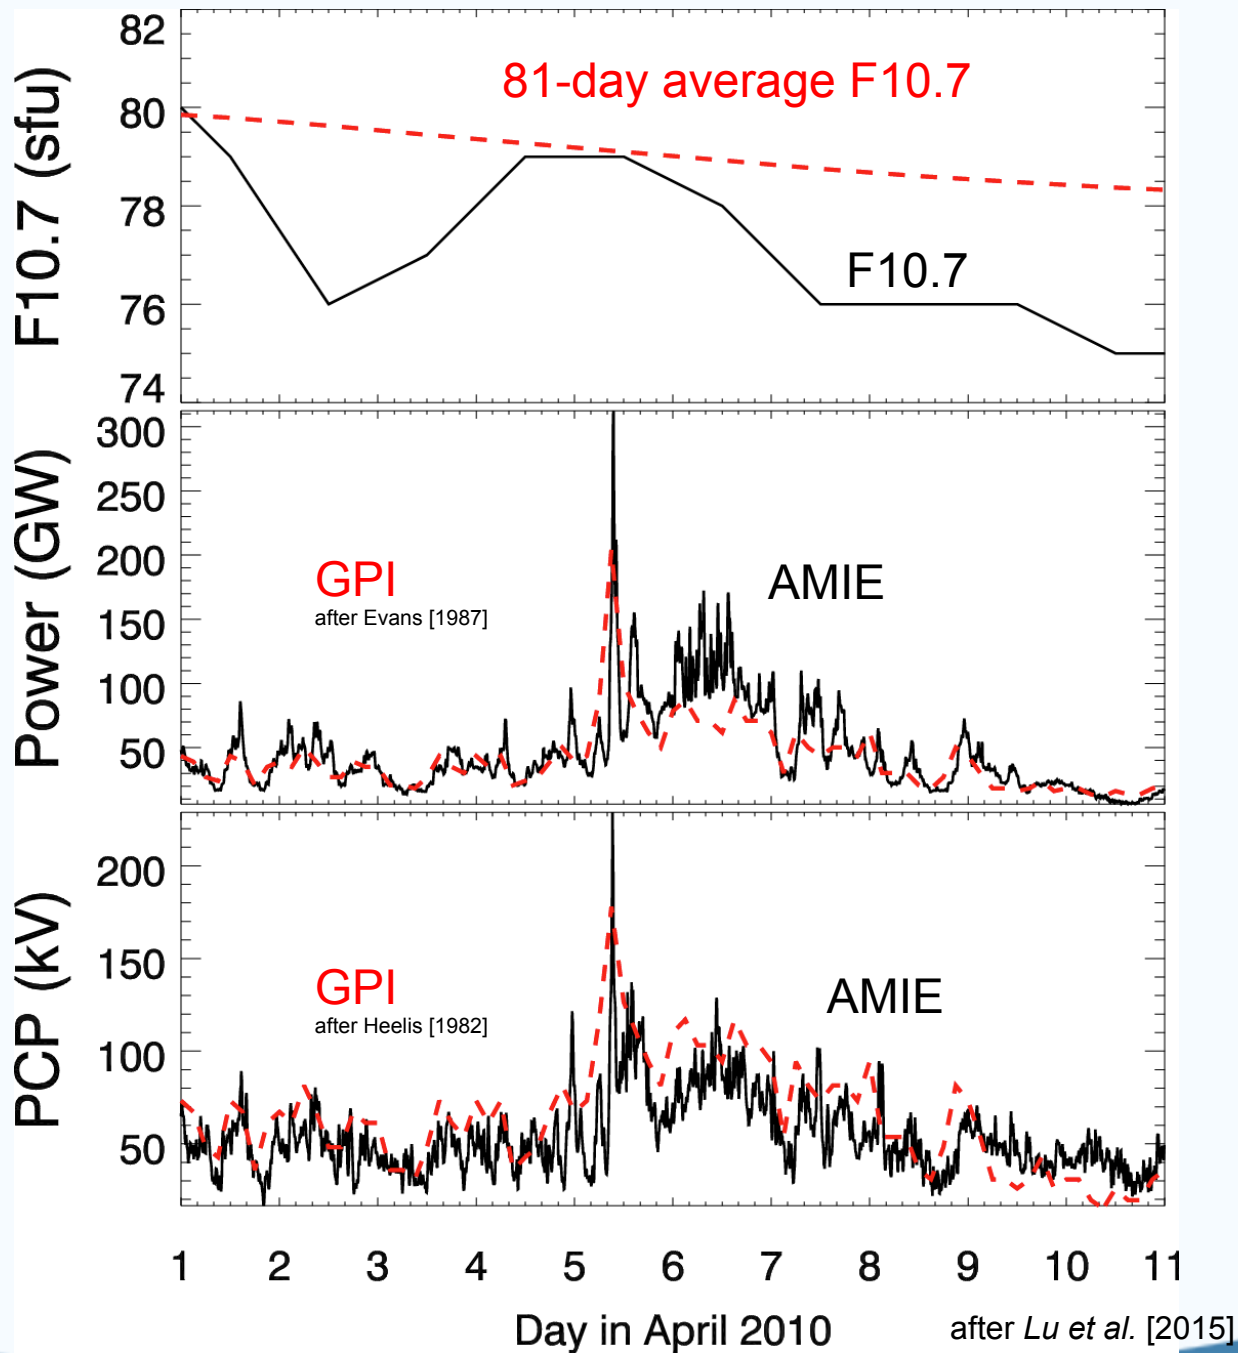 82
80
78
76
74
F10.7 (sfu)
81-day average F10.7
F10.7
300
250
200
150
100
50
Power (GW)
GPI
after Evans [1987]
AMIE
200
150
100
50
PCP (kV)
GPI
after Heelis [1982]
AMIE
1 2 3 4 5 6 7 8 9 10 11
Day in April 2010
after Lu et al. [2015]